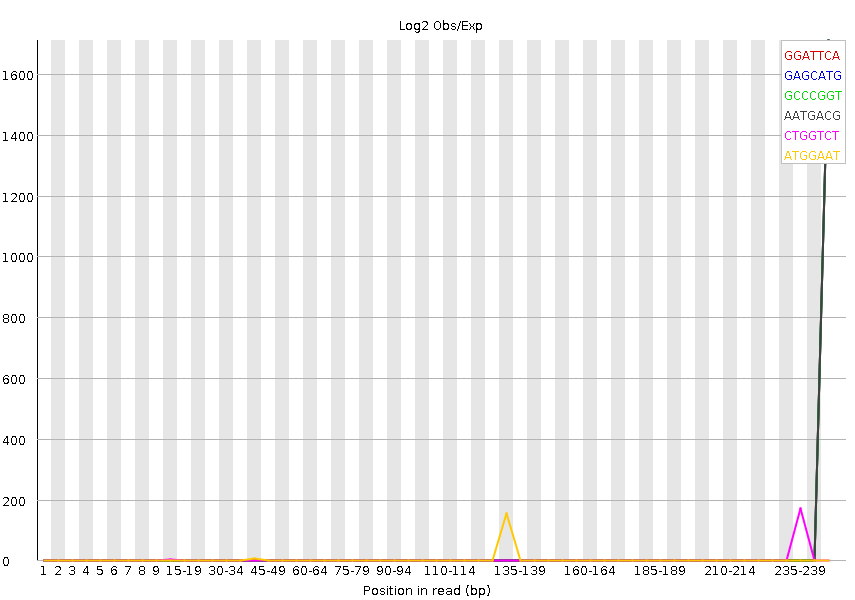 Log2 Obs/Exp
GGATTCA
GAGCATG
GCCCGGT
AATGACG
CTGGTCT
ATGGAAT
1600
1400
1200
1000
800
600
400
200
0
1 2 3 4 5 6 7 8 9 15-19 30-34 45-49 60-64 75-79 90-94 110-114 135-139 160-164 185-189 210-214 235-239
Position in read (bp)